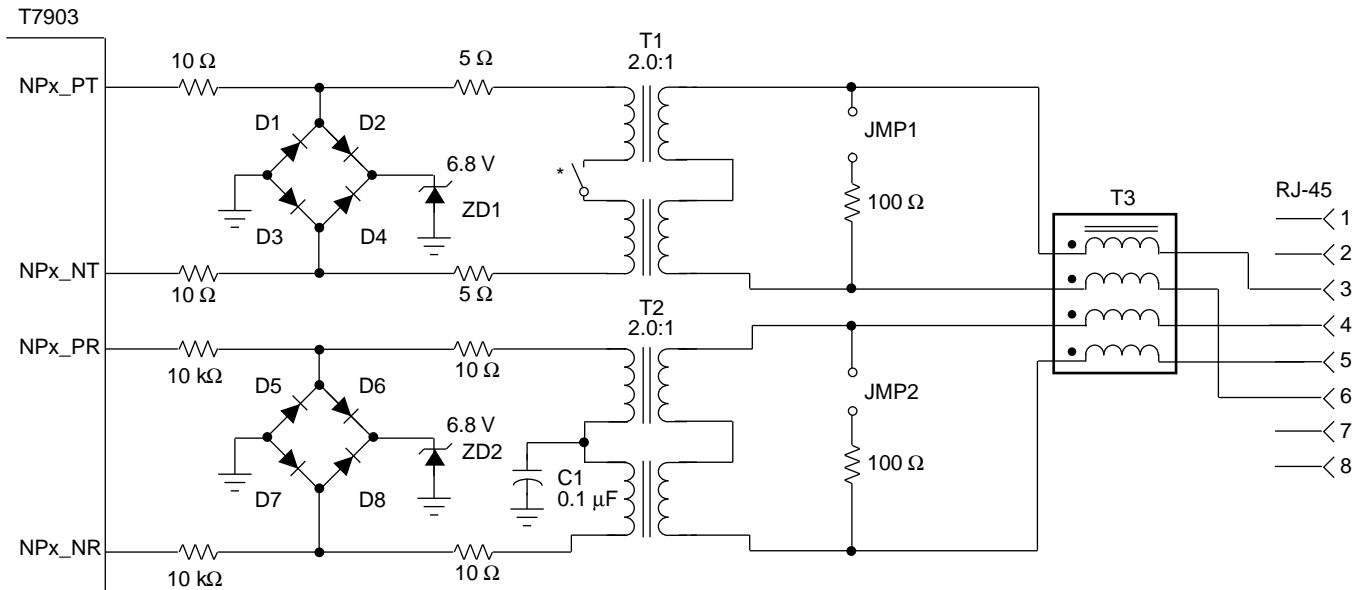 T7903
NPx_PT
10 Ω
5 Ω
T1
2.0:1
D1
D2
6.8 V
ZD1
*
JMP1
100 Ω
D3
D4
NPx_NT
10 Ω
5 Ω
T3
RJ-45
1
2
3
4
5
6
7
8
NPx_PR
10 kΩ
10 Ω
T2
2.0:1
D5
D6
6.8 V
ZD2
C1
0.1 µF
JMP2
100 Ω
D7
D8
NPx_NR
10 kΩ
10 Ω